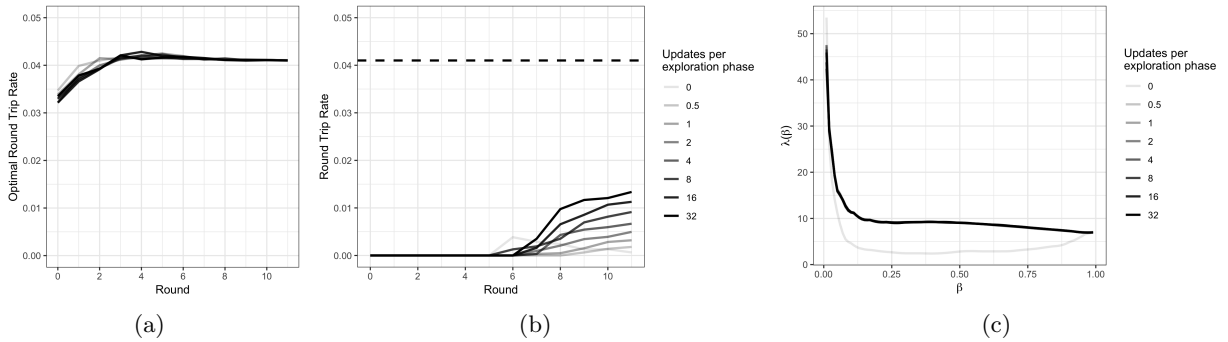 0.05
0.04
0.03
0.02
0.01
0.00
Optimal Round Trip Rate
0 2 4 6 8 10
Round
(a)
0.05
0.04
0.03
0.02
0.01
0.00
Round Trip Rate
0 2 4 6 8 10
Round
(b)
Updates per
exploration phase
0
0.5
1
2
4
8
16
32
50
40
30
20
10
0
λ(β)
0.00 0.25 0.50 0.75 1.00
β
(c)
Updates per
exploration phase
0
0.5
1
2
4
8
16
32